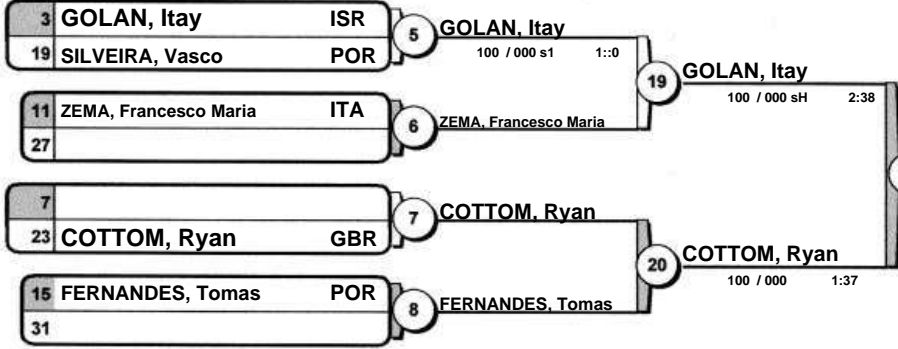 3 GOLAN, Itay ISR
19 SILVEIRA, Vasco POR
5 GOLAN, Itay
100 / 000 s1 1::0
11 ZEMA, Francesco Maria ITA
27
6 ZEMA, Francesco Maria
19 GOLAN, Itay
100 / 000 sH 2:38
7
23 COTTOM, Ryan GBR
7 COTTOM, Ryan
15 FERNANDES, Tomas POR
31
8 FERNANDES, Tomas
20 COTTOM, Ryan
100 / 000 1:37